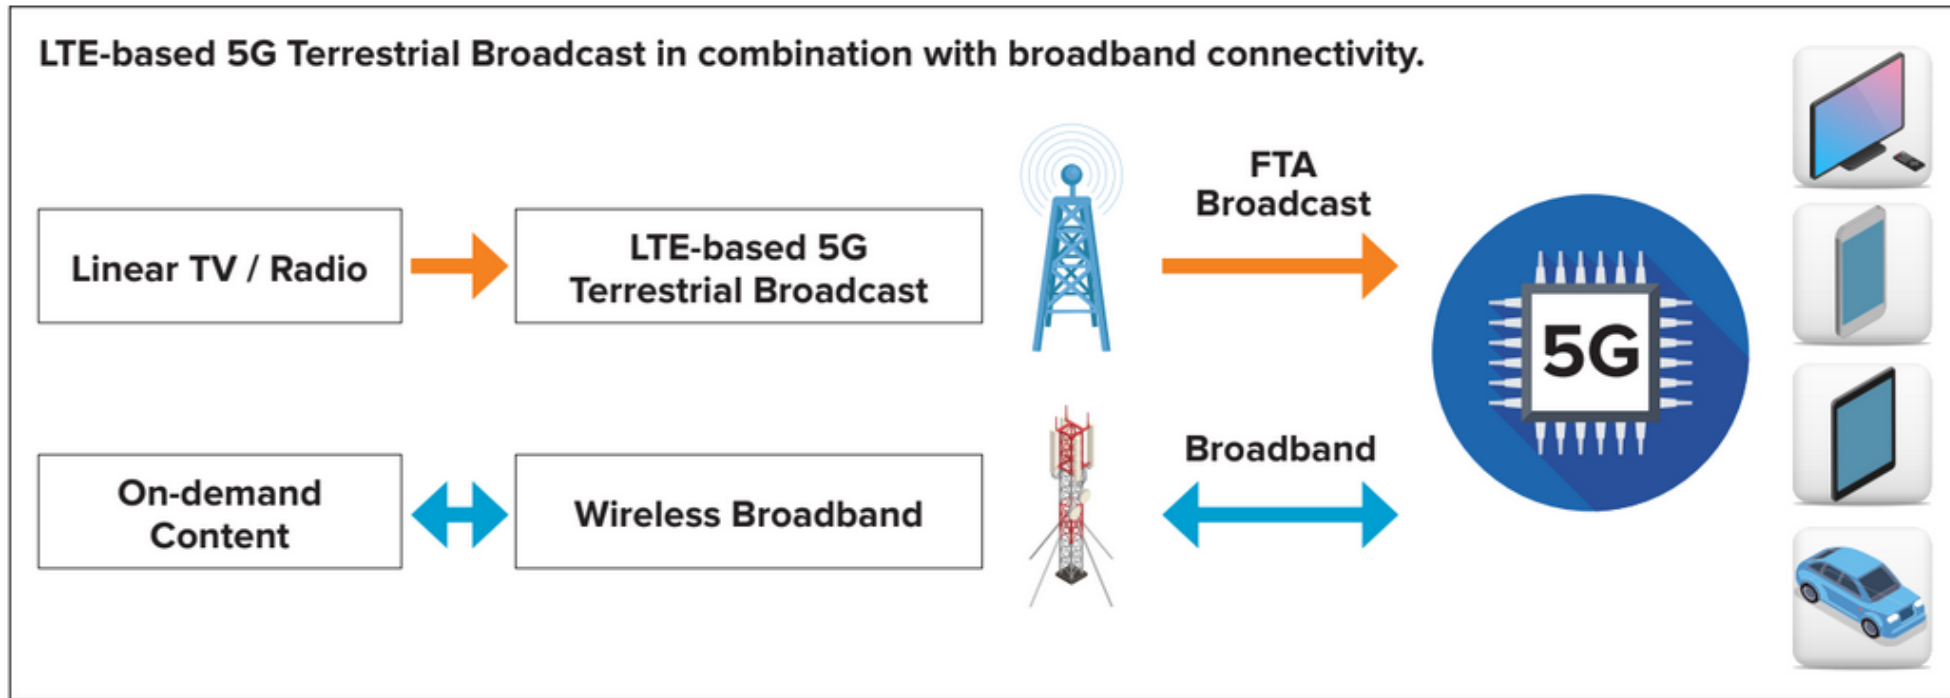 LTE-based 5G Terrestrial Broadcast in combination with broadband connectivity.
FTA
Broadcast
Linear TV / Radio
LTE-based 5G
Terrestrial Broadcast
5G
Broadband
On-demand
Content
Wireless Broadband